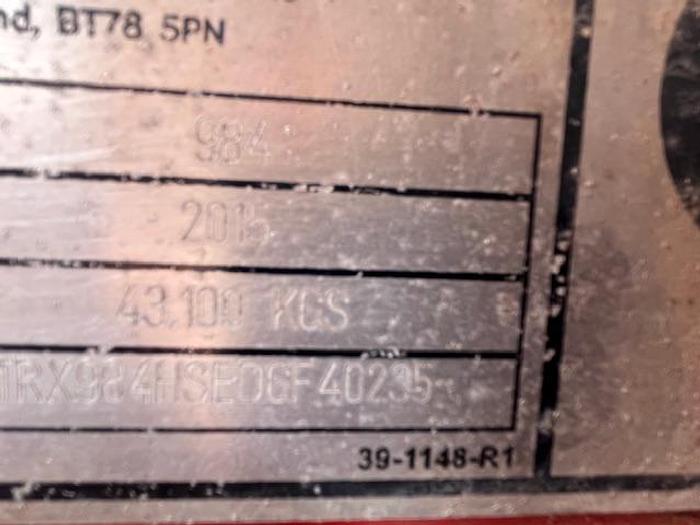 nd, BT78 5PN
984
2015
43,100 KGS
TRX984HSEDGF40235
39-1148-R1